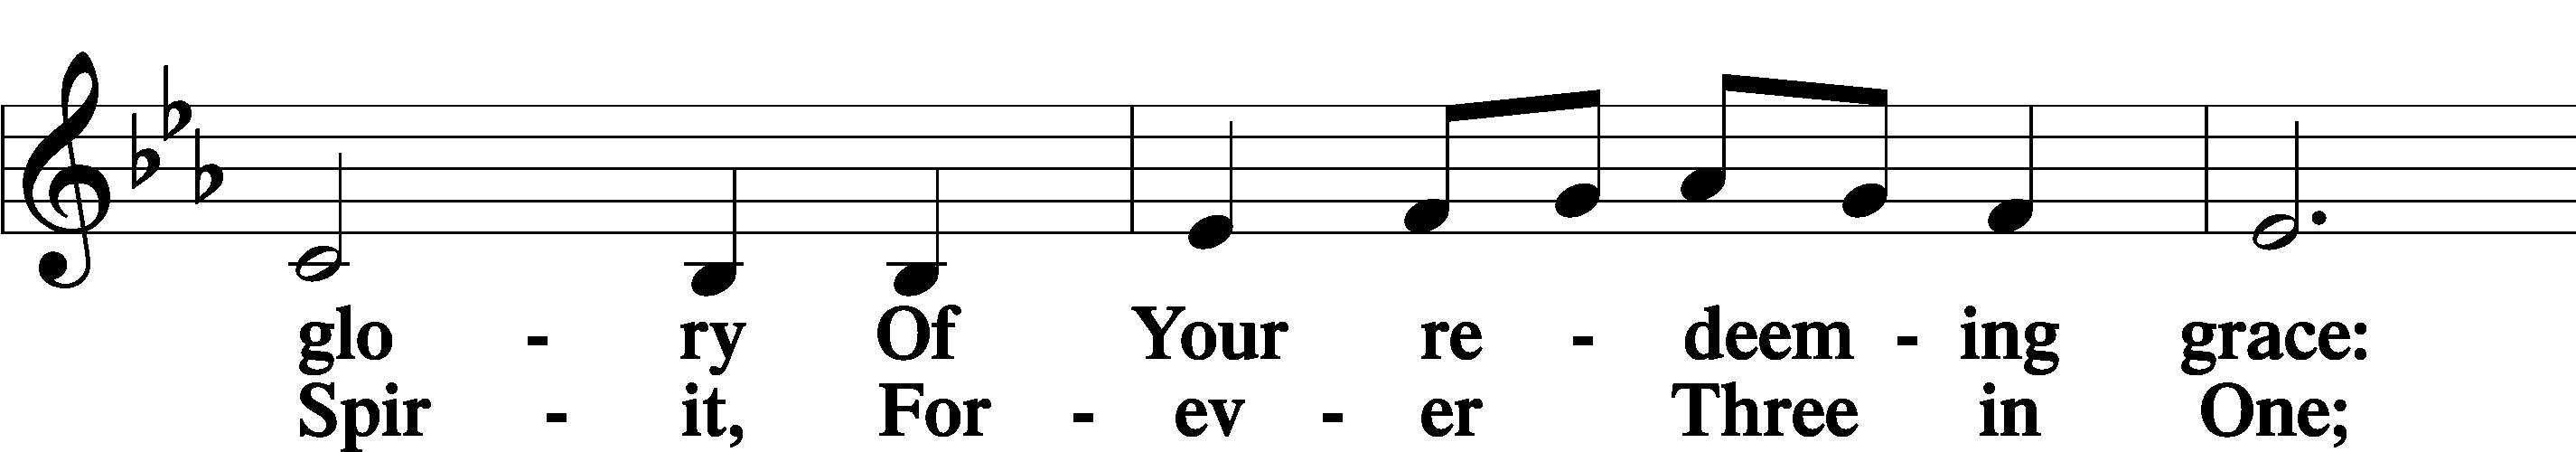 glo - ry Of Your re - deem - ing grace:
Spir - it, For - ev - er Three in One;